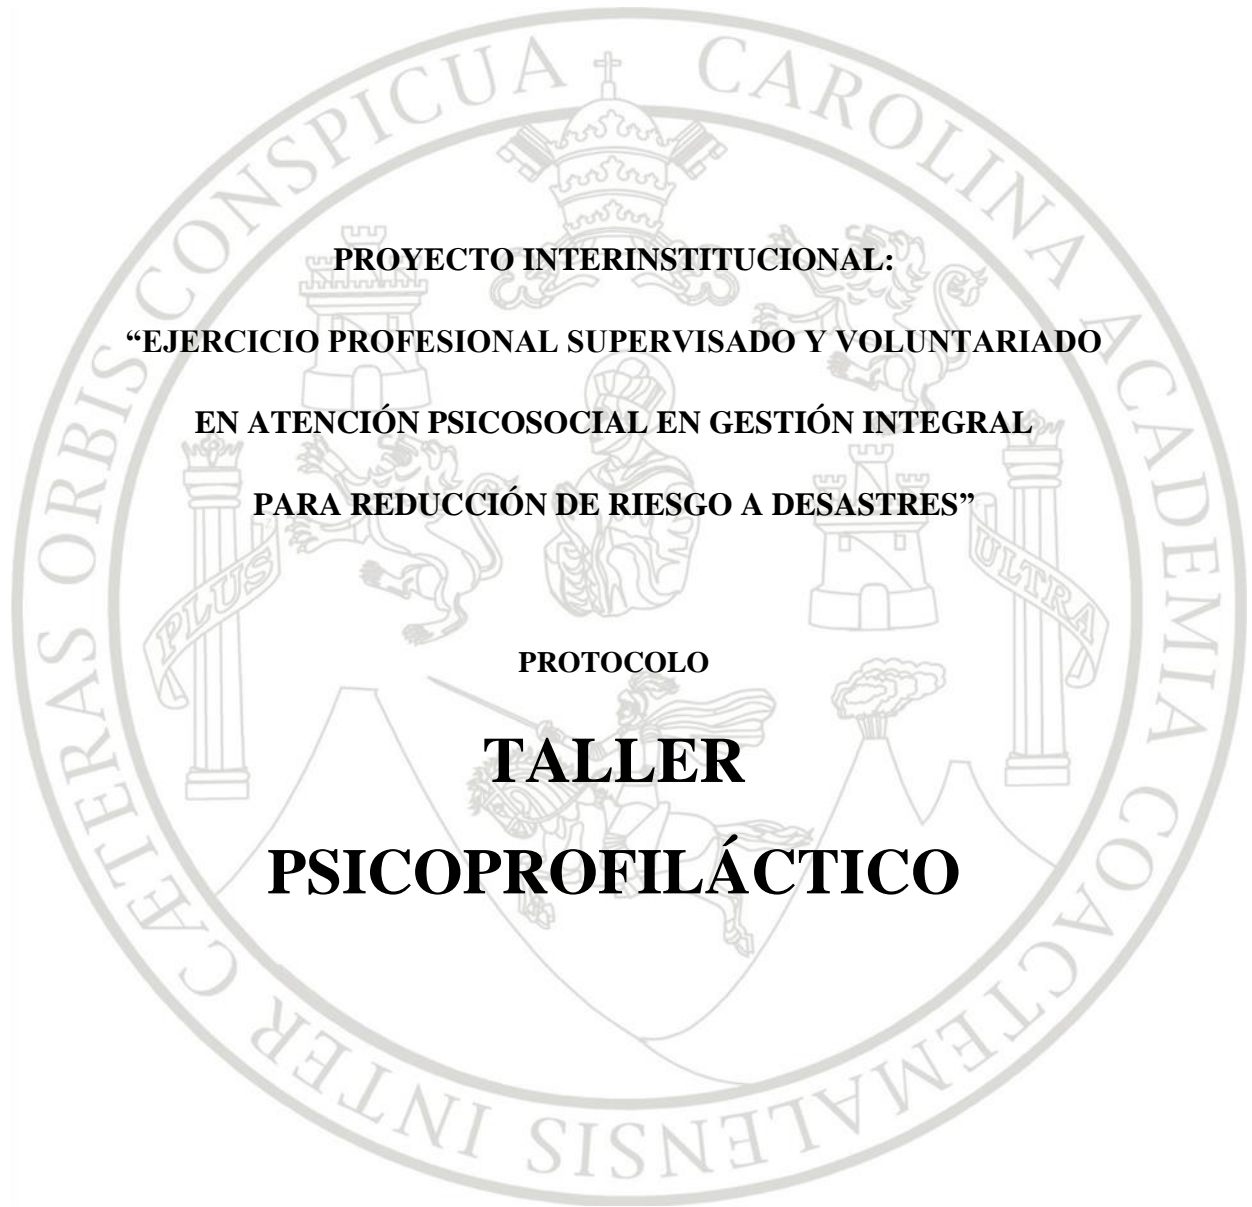 PROYECTO INTERINSTITUCIONAL:
“EJERCICIO PROFESIONAL SUPERVISADO Y VOLUNTARIADO
EN ATENCIÓN PSICOSOCIAL EN GESTIÓN INTEGRAL
PARA REDUCCIÓN DE RIESGO A DESASTRES”
PROTOCOLO
TALLER
PSICOPROFILÁCTICO
CAROLINA ACADEMIA COACTEMALENSIS INTER CÆTERAS ORBIS CONSPICUA
PLUS
ULTRA